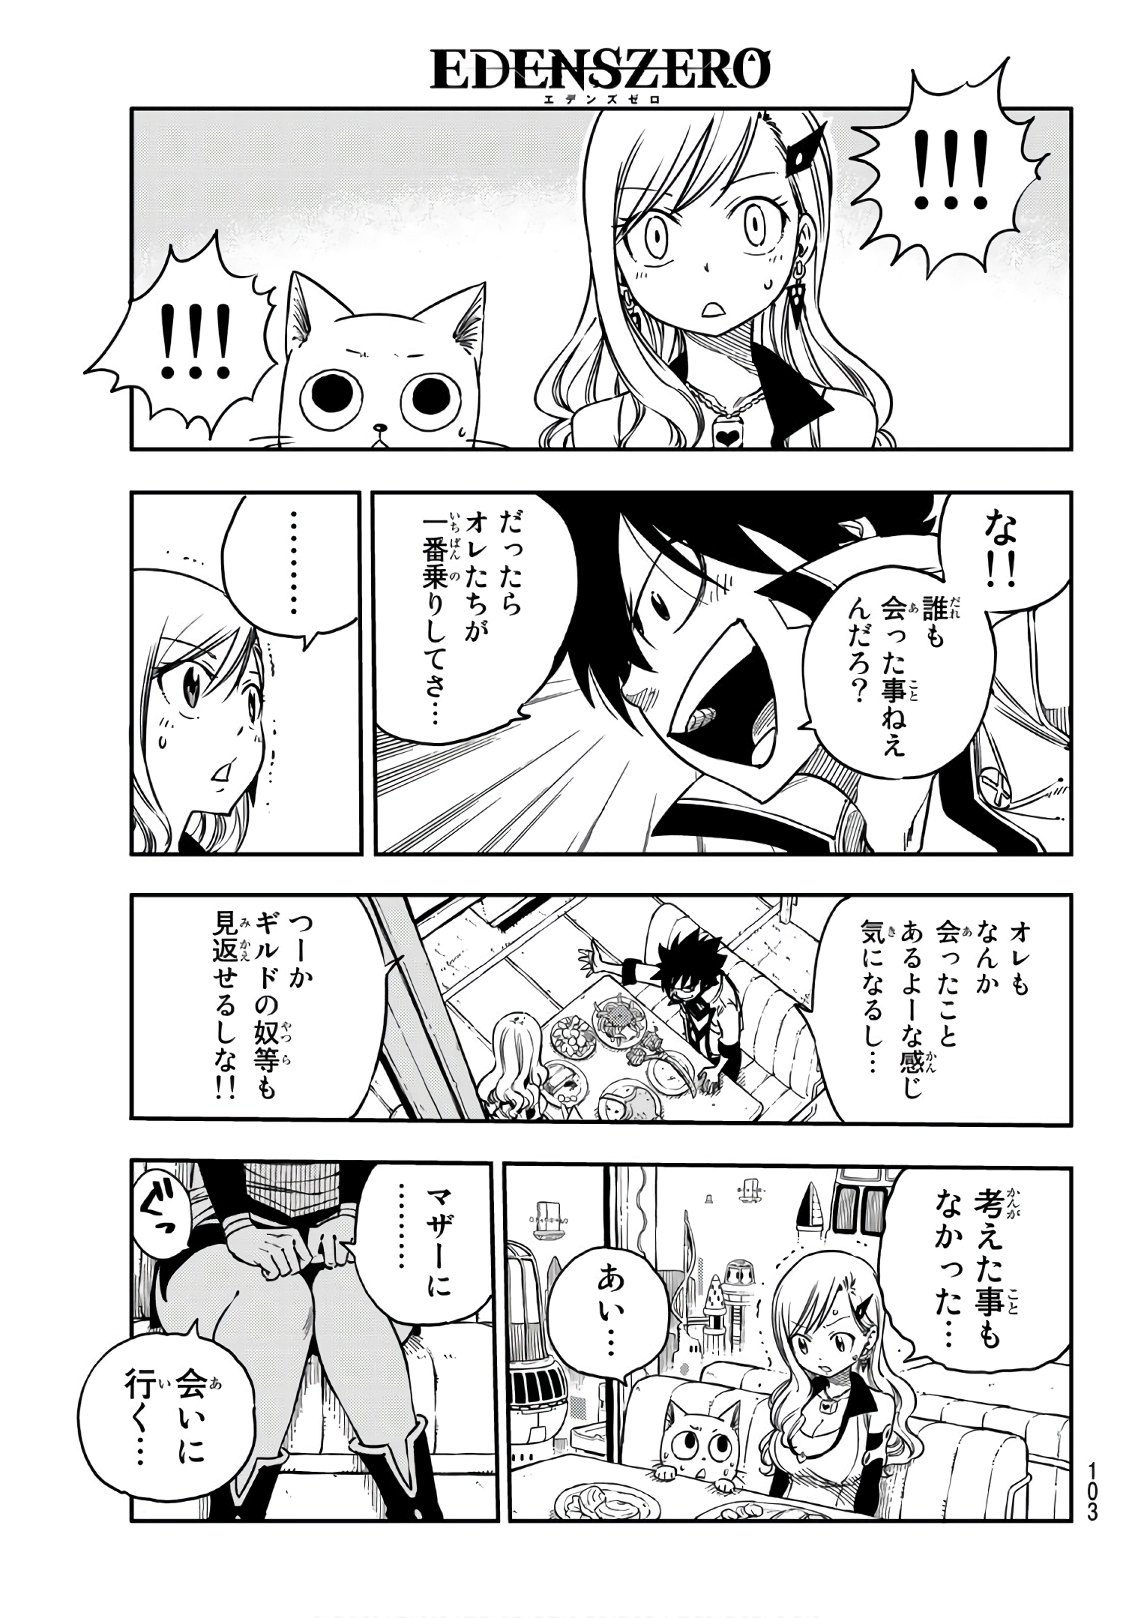 EDENSZERO
エデンズゼロ
!!!
!!!
な!!
誰も
会った事ねえ
んだろ?
だったら
オレたちが
一番乗りしてさ…
………
オレも
なんか
会ったこと
あるよーな感じ
気になるし…
つーか
ギルドの奴等も
見返せるしな!!
考えた事も
なかった…
あい…
マザーに
………
ぐっ
会いに
行く…
103